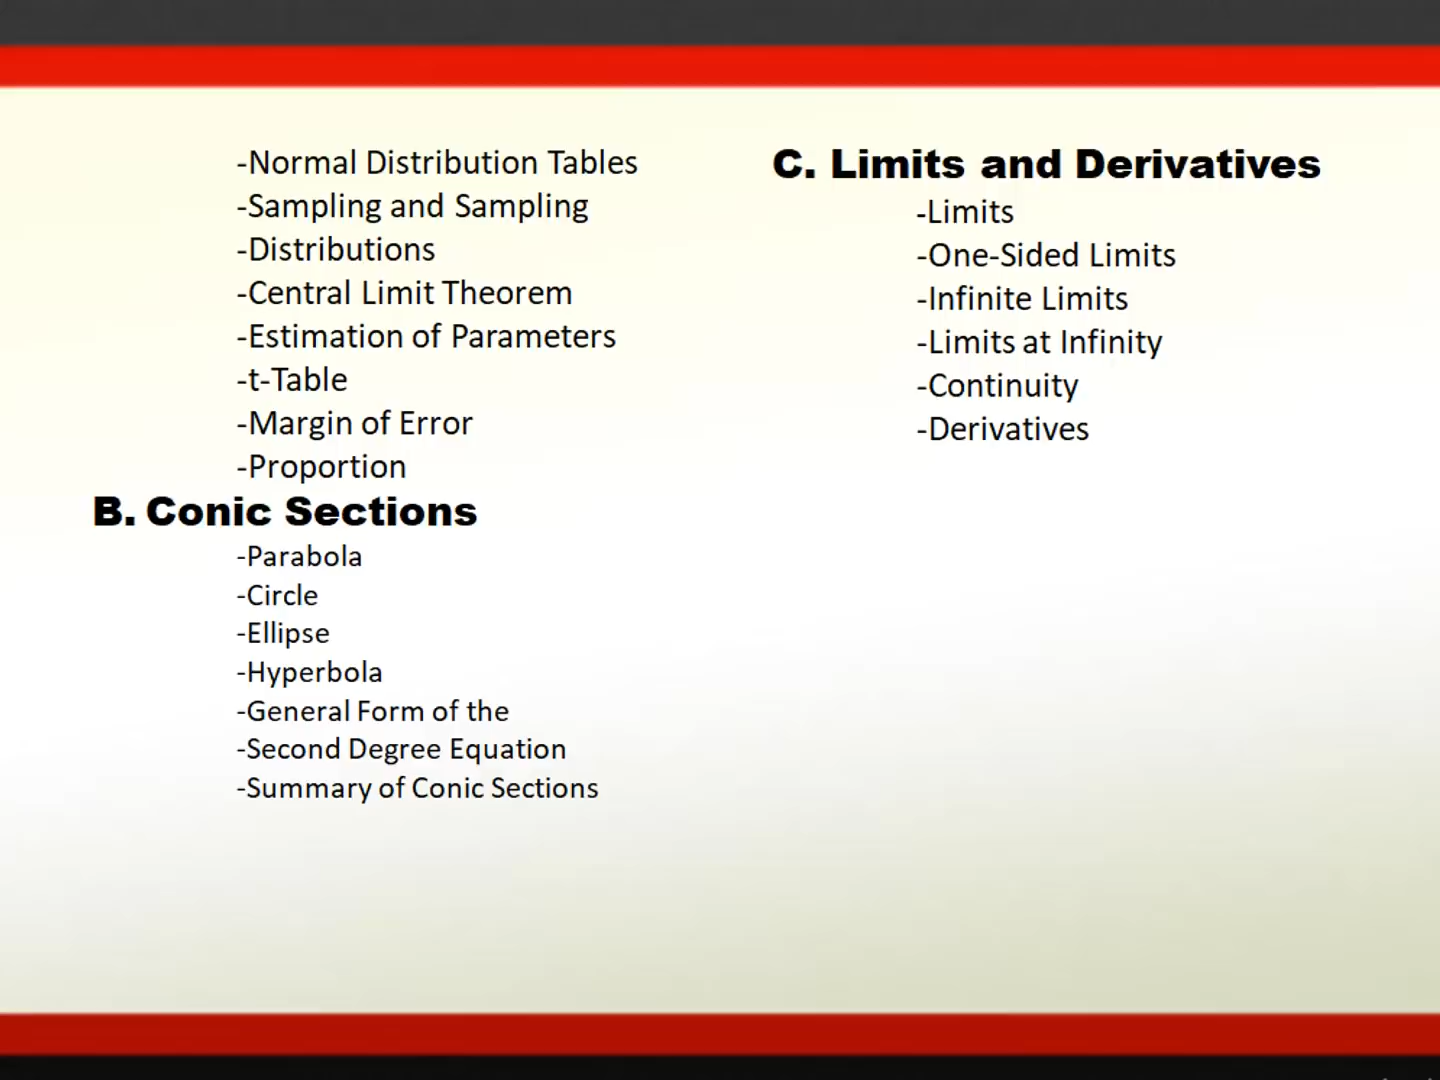 -Normal Distribution Tables
-Sampling and Sampling
-Distributions
-Central Limit Theorem
-Estimation of Parameters
-t-Table
-Margin of Error
-Proportion
B. Conic Sections
-Parabola
-Circle
-Ellipse
-Hyperbola
-General Form of the
-Second Degree Equation
-Summary of Conic Sections
C. Limits and Derivatives
-Limits
-One-Sided Limits
-Infinite Limits
-Limits at Infinity
-Continuity
-Derivatives